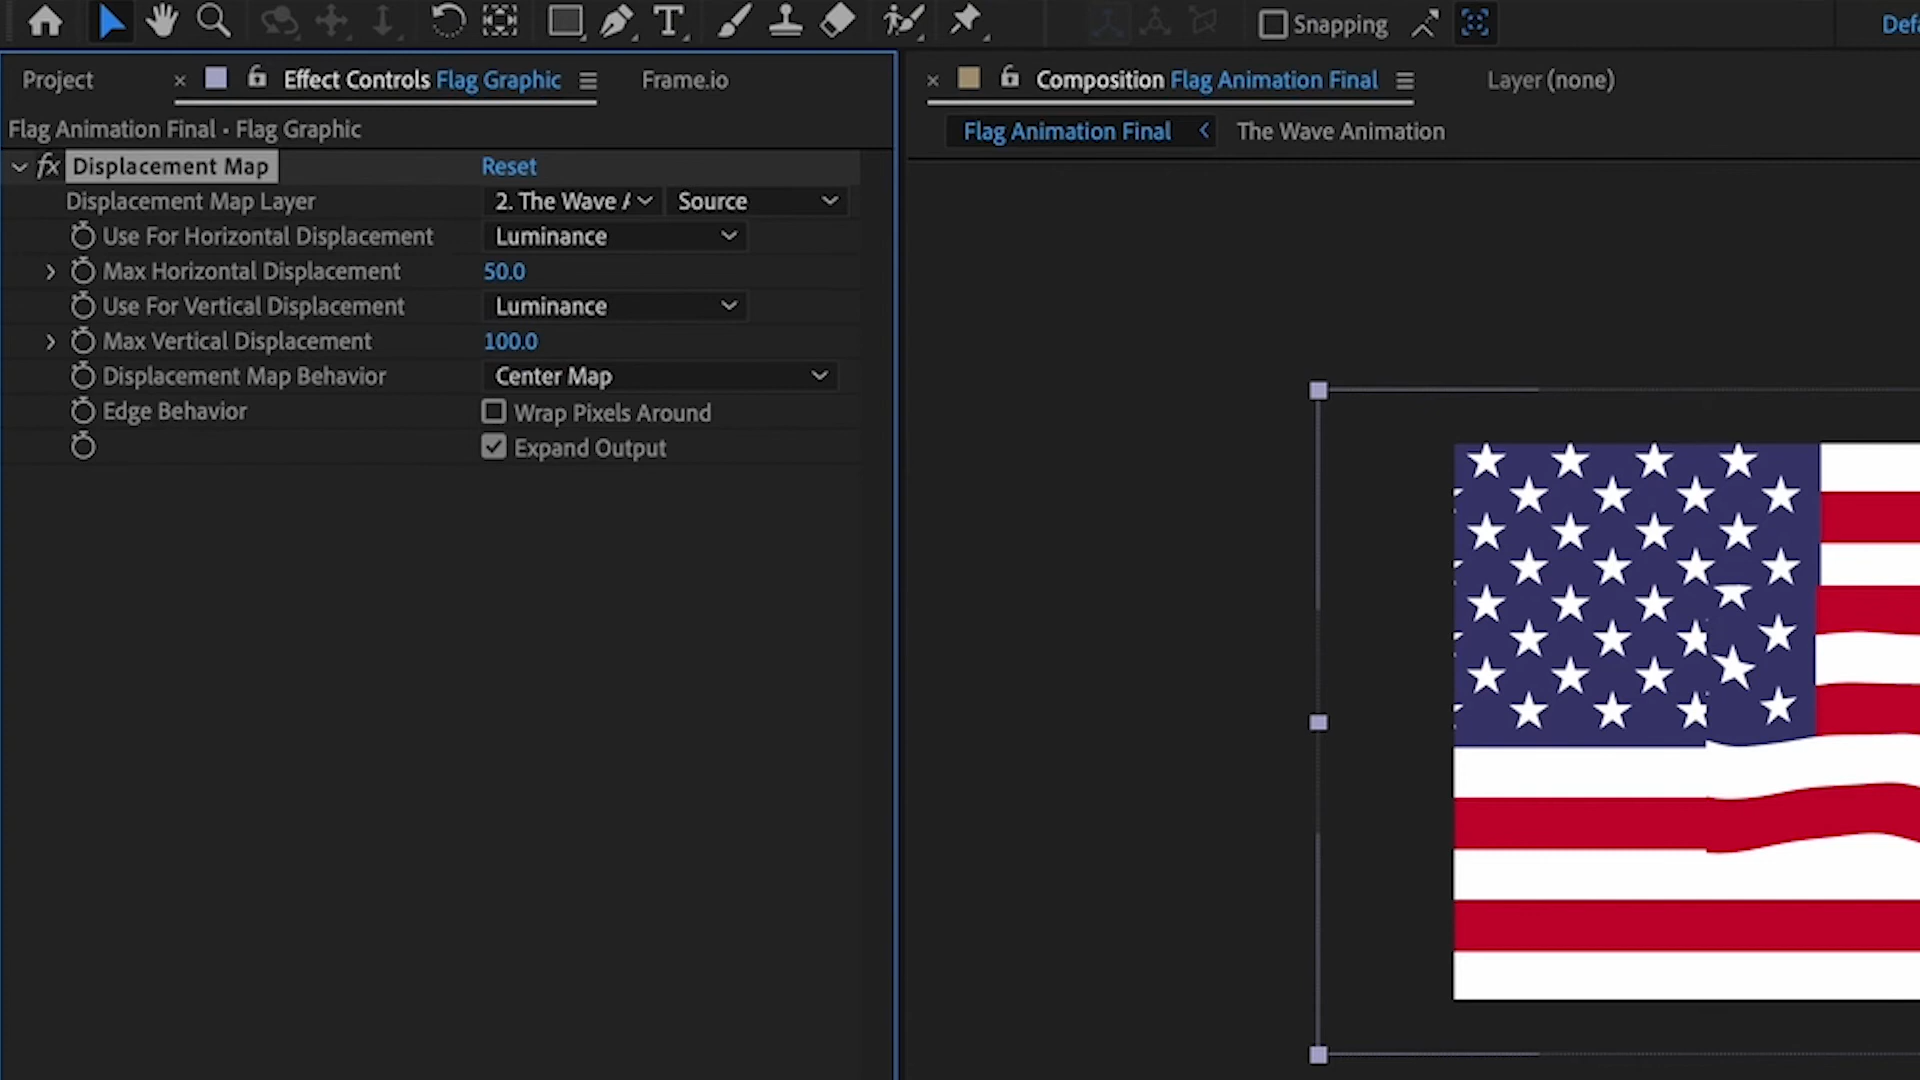 Snapping
Project
Effect Controls Flag Graphic
Frame.io
Composition Flag Animation Final
Layer (none)
Flag Animation Final • Flag Graphic
Flag Animation Final
The Wave Animation
fx Displacement Map Reset
Displacement Map Layer 2. The Wave Source
Use For Horizontal Displacement Luminance
Max Horizontal Displacement 50.0
Use For Vertical Displacement Luminance
Max Vertical Displacement 100.0
Displacement Map Behavior Center Map
Edge Behavior Wrap Pixels Around
Expand Output